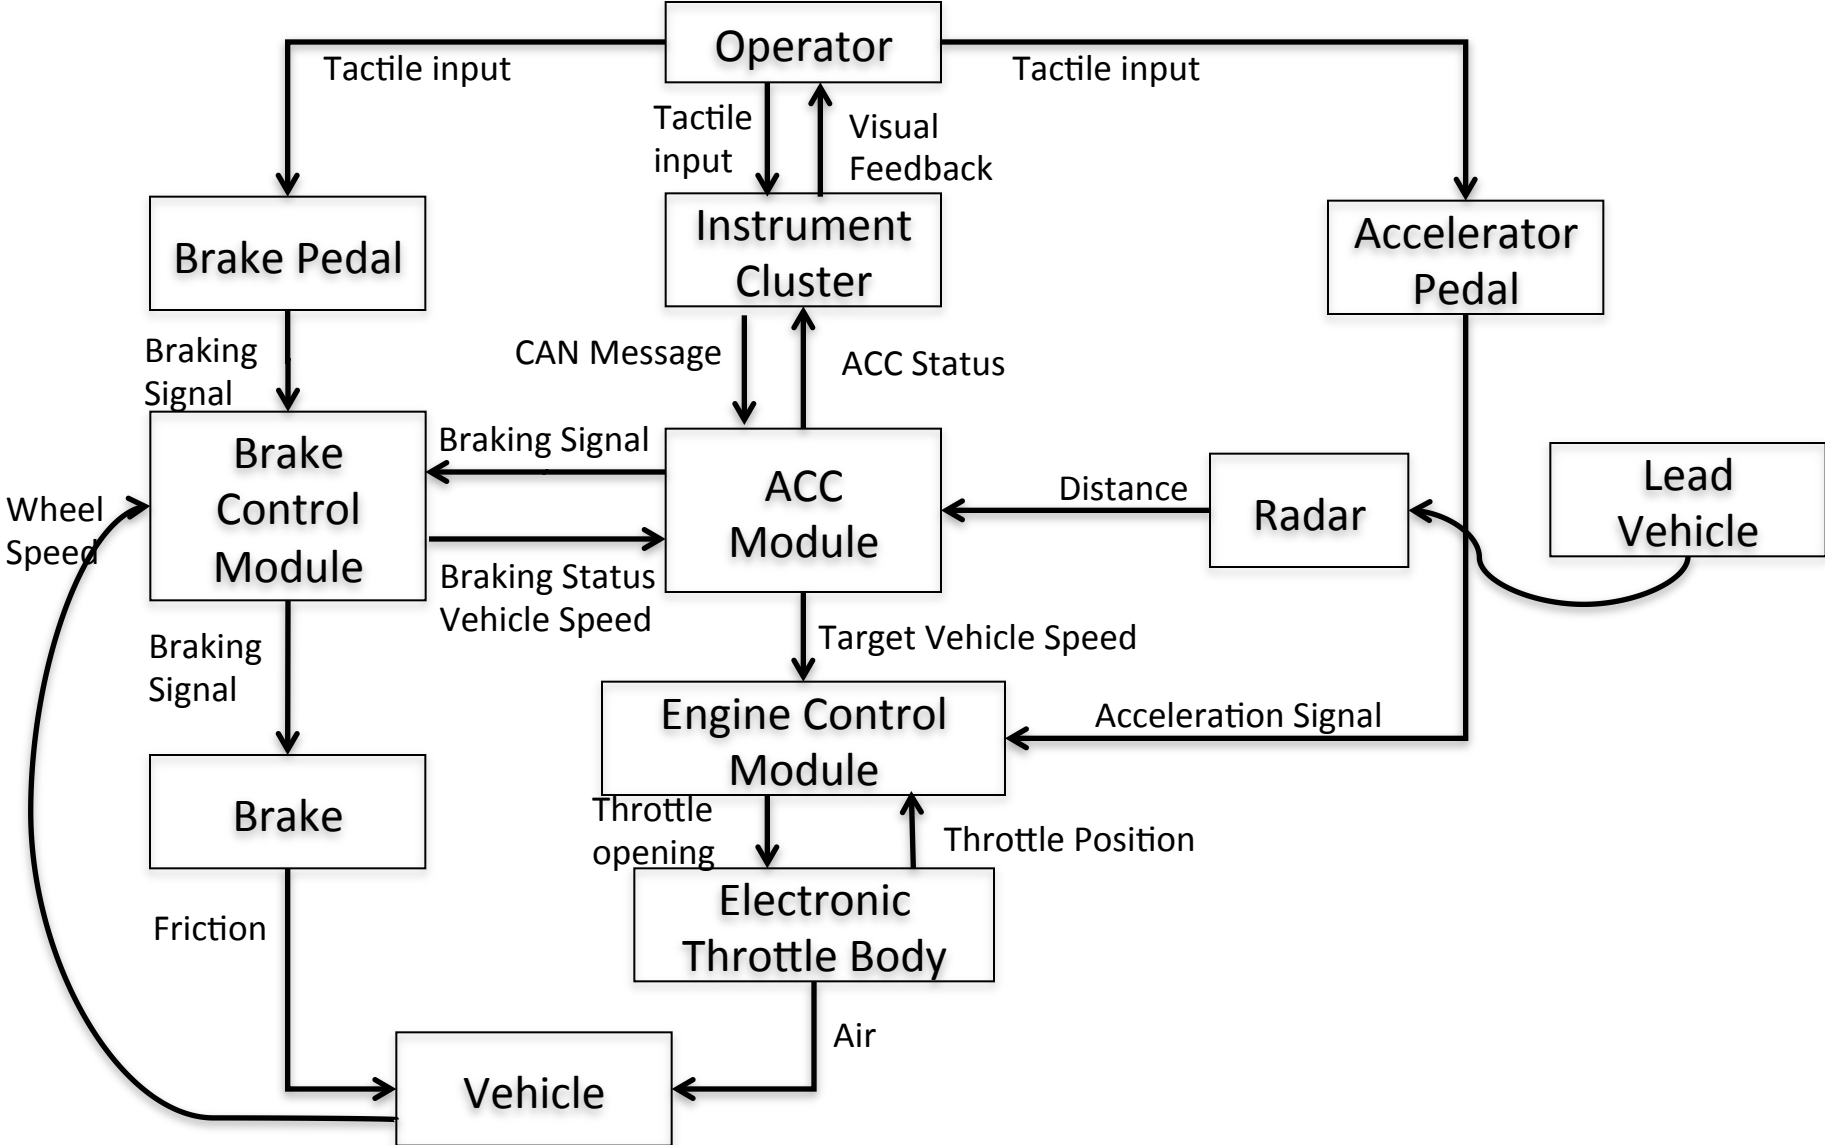 Operator
Tactile input
Tactile input
Tactile
input
Visual
Feedback
Brake Pedal
Instrument
Cluster
Accelerator
Pedal
Braking
Signal
CAN Message
ACC Status
Brake
Control
Module
Braking Signal
ACC
Module
Distance
Radar
Lead
Vehicle
Wheel
Speed
Braking Status
Vehicle Speed
Braking
Signal
Target Vehicle Speed
Engine Control
Module
Acceleration Signal
Brake
Throttle
opening
Throttle Position
Electronic
Throttle Body
Friction
Air
Vehicle